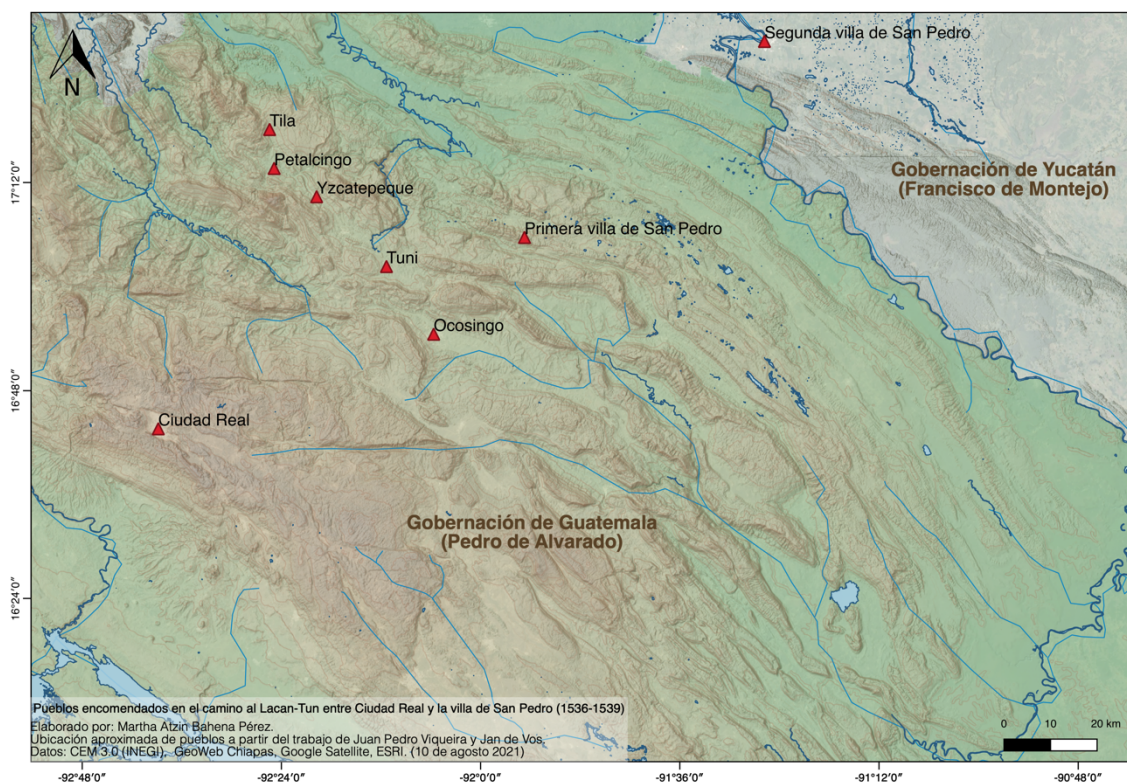 Segunda villa de San Pedro
N
Tila
Petalcingo
Yzcatepeque
Gobernación de Yucatán
(Francisco de Montejo)
17°12'0"
Primera villa de San Pedro
Tuni
Ocosingo
16°48'0"
Ciudad Real
Gobernación de Guatemala
(Pedro de Alvarado)
16°24'0"
Pueblos encomendados en el camino al Lacan-Tun entre Ciudad Real y la villa de San Pedro (1536-1539)
Elaborado por: Martha Atzin Bahena Pérez.
Ubicación aproximada de pueblos a partir del trabajo de Juan Pedro Viqueira y Jan de Vos.
Datos: CEM 3.0 (INEGI), GeoWeb Chiapas, Google Satellite, ESRI. (10 de agosto 2021)
0 10 20 km
-92°48'0" -92°24'0" -92°0'0" -91°36'0" -91°12'0" -90°48'0"